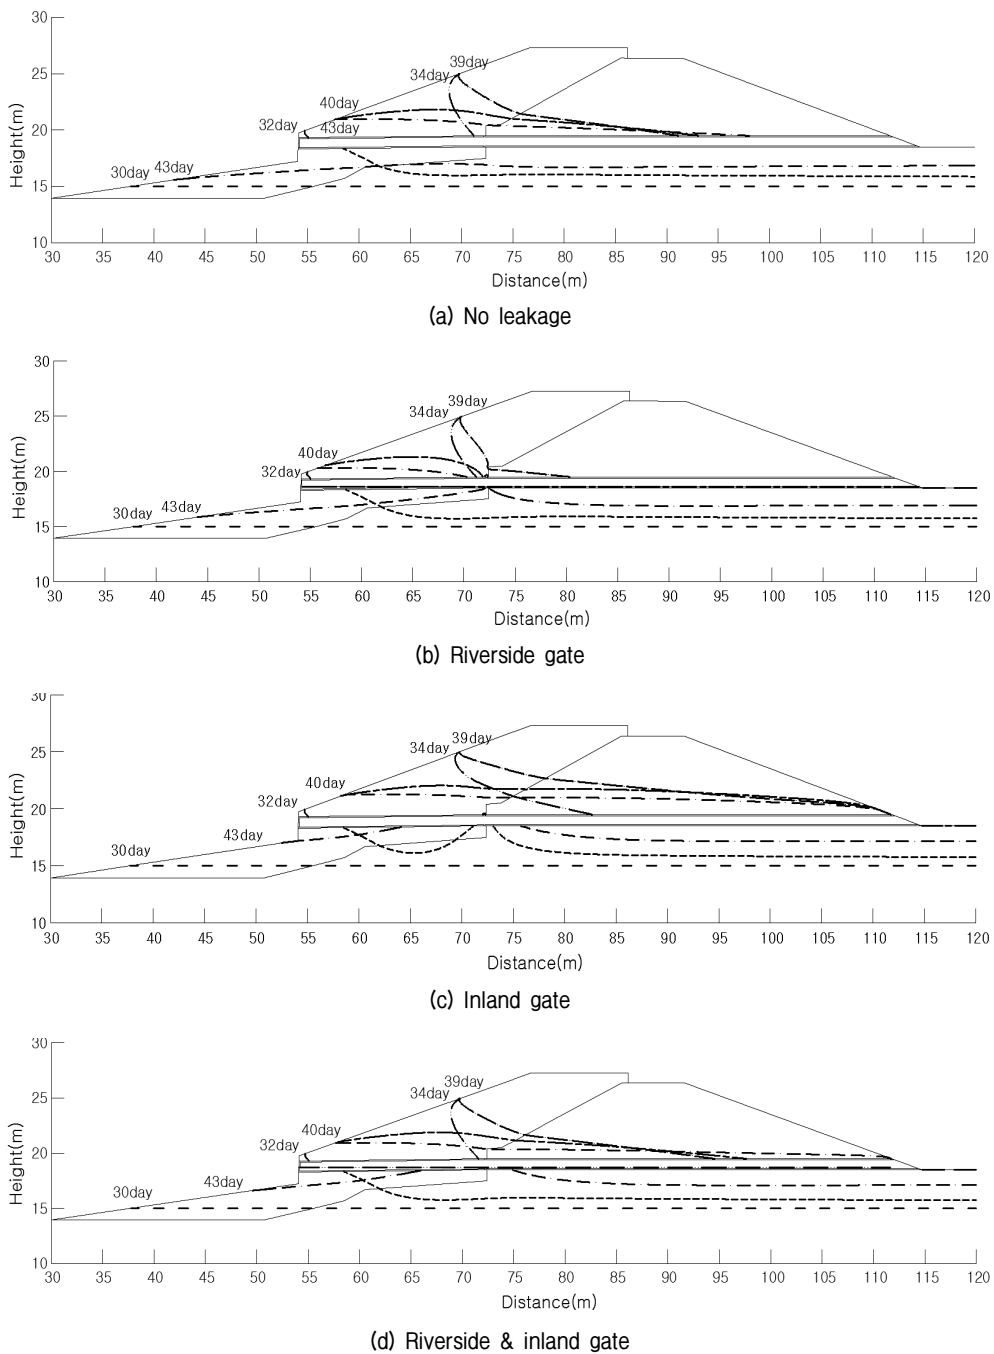 30
39day
34day
25
40day
32day 43day
20
43day
30day
15
10
Height(m)
30 35 40 45 50 55 60 65 70 75 80 85 90 95 100 105 110 115 120
Distance(m)
(a) No leakage
30
39day
34day
25
40day
32day
20
43day
30day
15
10
Height(m)
30 35 40 45 50 55 60 65 70 75 80 85 90 95 100 105 110 115 120
Distance(m)
(b) Riverside gate
30
39day
34day
25
40day
32day
20
43day
30day
15
10
Height(m)
30 35 40 45 50 55 60 65 70 75 80 85 90 95 100 105 110 115 120
Distance(m)
(c) Inland gate
30
39day
34day
25
40day
32day
20
43day
30day
15
10
Height(m)
30 35 40 45 50 55 60 65 70 75 80 85 90 95 100 105 110 115 120
Distance(m)
(d) Riverside & inland gate